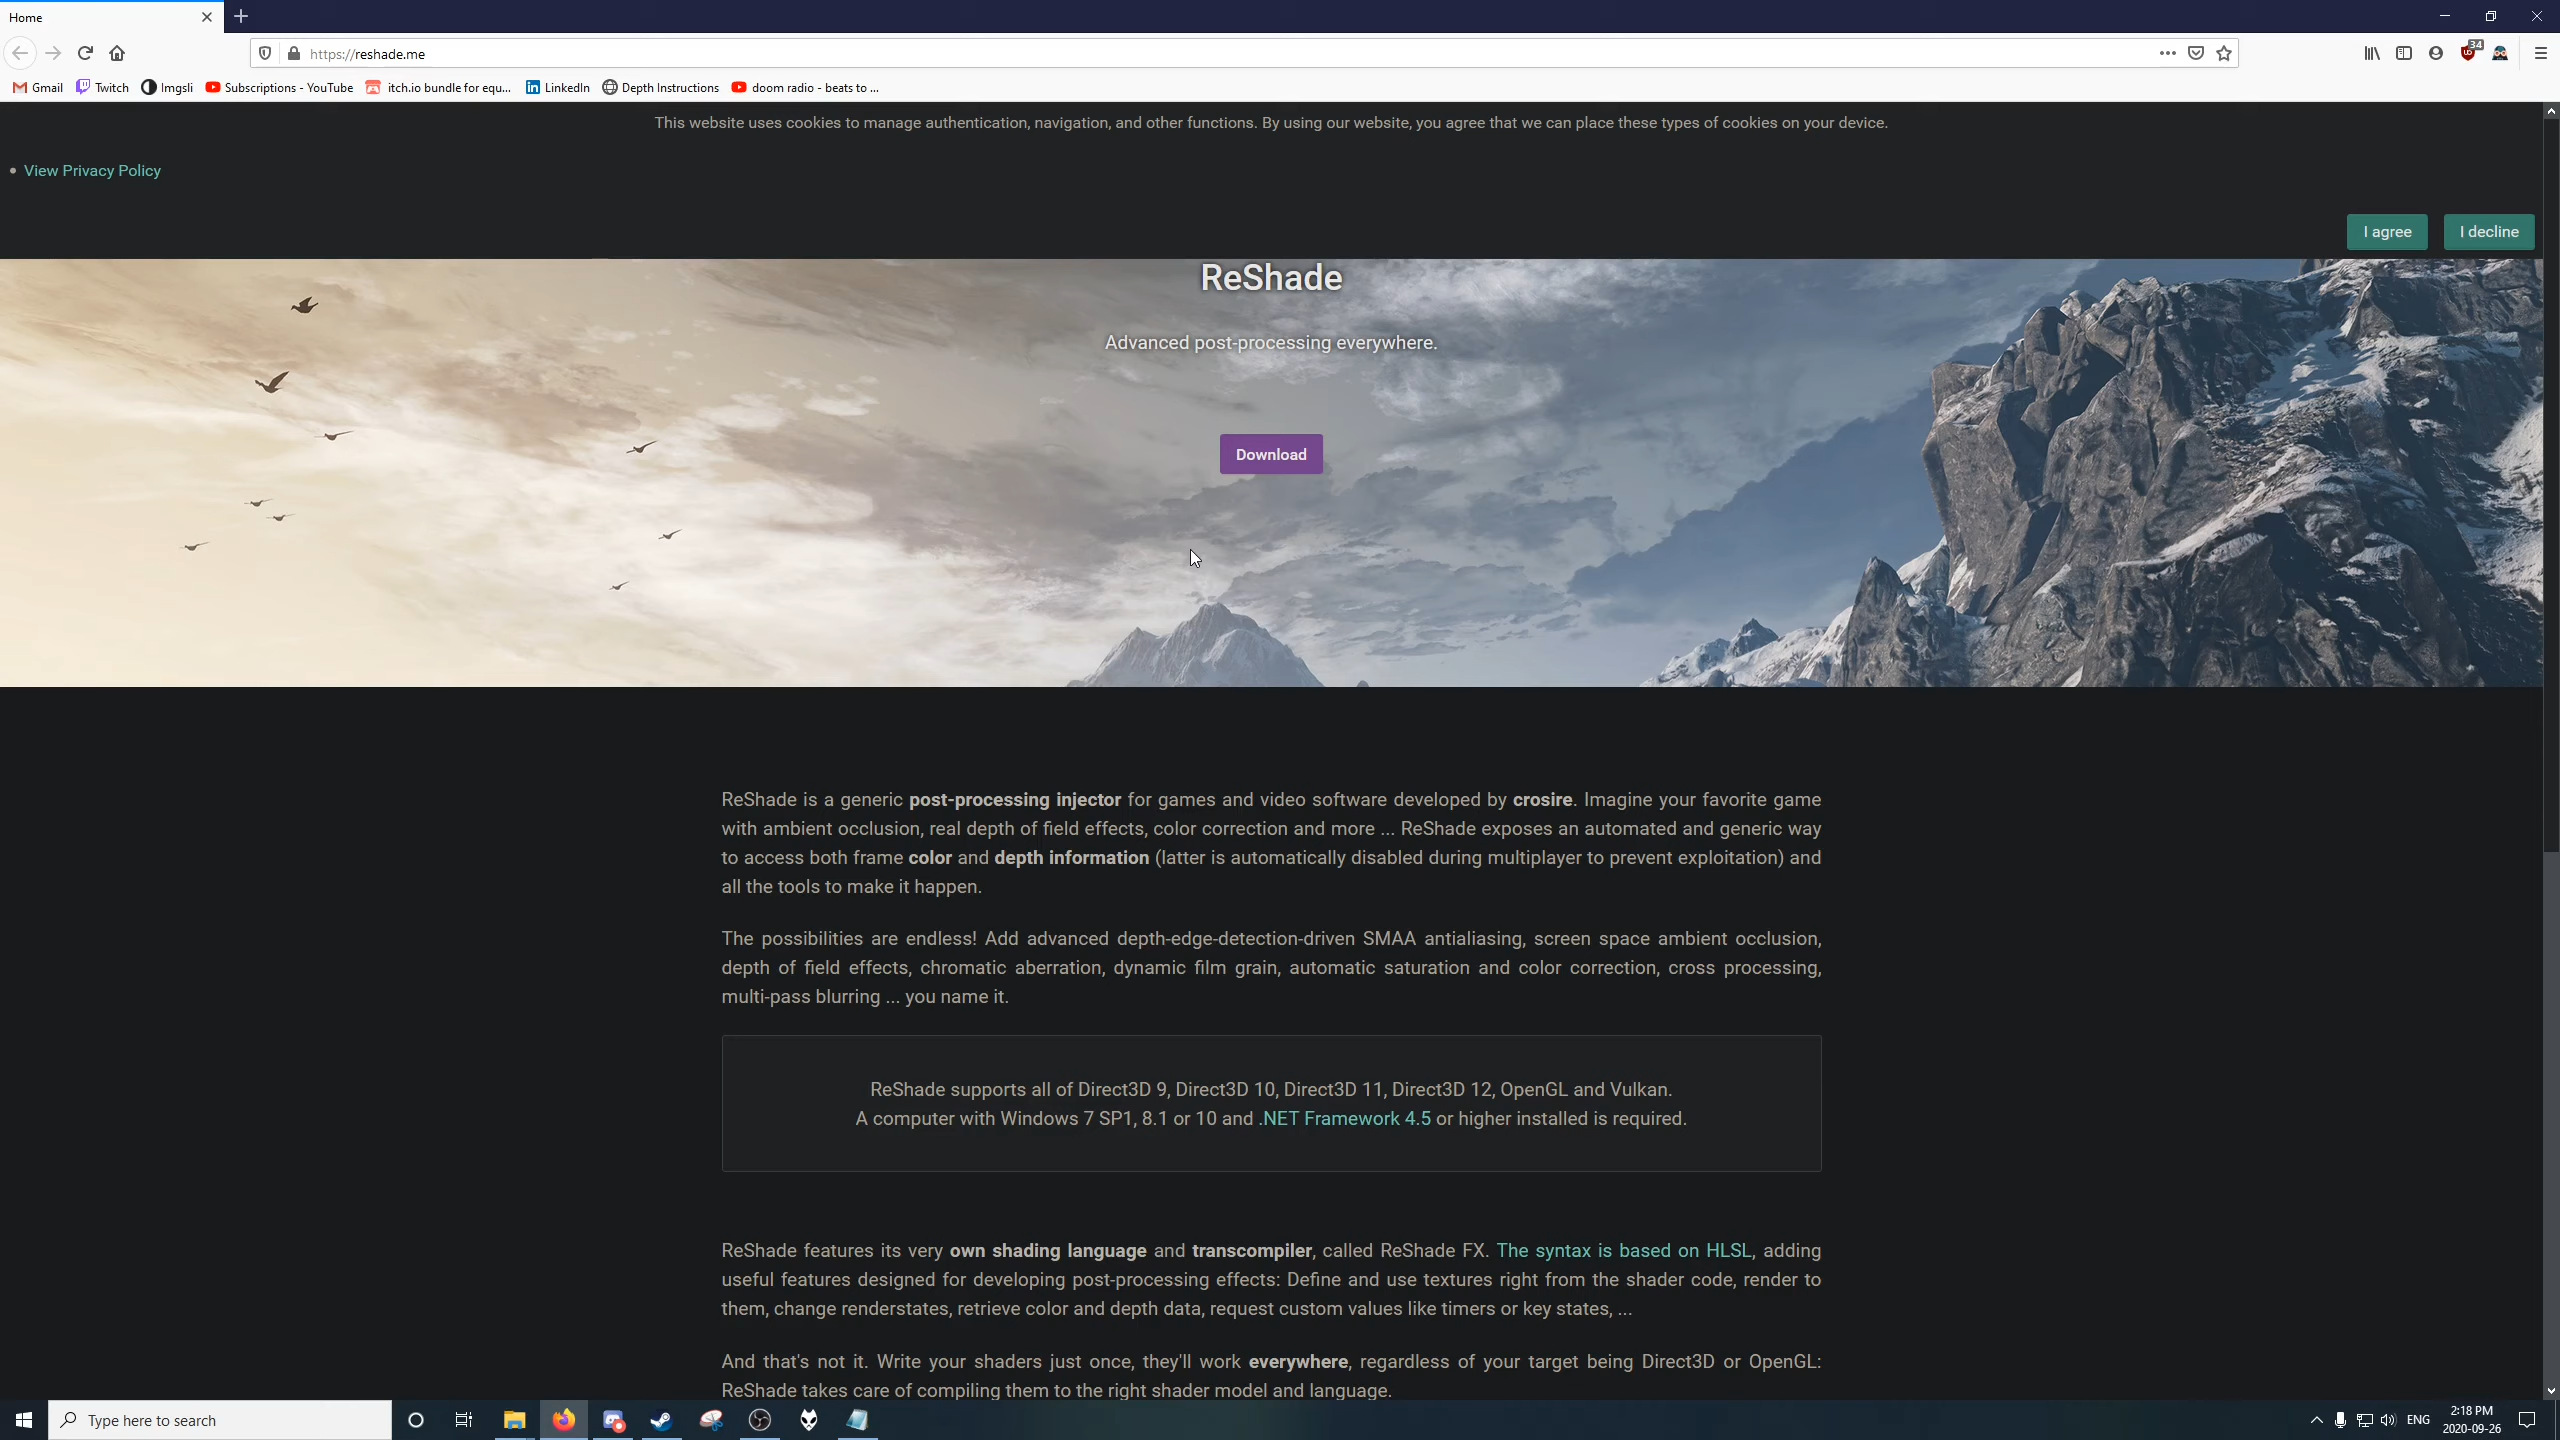 Home
https://reshade.me
34
Gmail
Twitch
Imgsli
Subscriptions - YouTube
itch.io bundle for equ...
LinkedIn
Depth Instructions
doom radio - beats to ...
This website uses cookies to manage authentication, navigation, and other functions. By using our website, you agree that we can place these types of cookies on your device.
View Privacy Policy
I agree
I decline
ReShade
Advanced post-processing everywhere.
Download
ReShade is a generic post-processing injector for games and video software developed by crosire. Imagine your favorite game
with ambient occlusion, real depth of field effects, color correction and more ... ReShade exposes an automated and generic way
to access both frame color and depth information (latter is automatically disabled during multiplayer to prevent exploitation) and
all the tools to make it happen.
The possibilities are endless! Add advanced depth-edge-detection-driven SMAA antialiasing, screen space ambient occlusion,
depth of field effects, chromatic aberration, dynamic film grain, automatic saturation and color correction, cross processing,
multi-pass blurring ... you name it.
ReShade supports all of Direct3D 9, Direct3D 10, Direct3D 11, Direct3D 12, OpenGL and Vulkan.
A computer with Windows 7 SP1, 8.1 or 10 and .NET Framework 4.5 or higher installed is required.
ReShade features its very own shading language and transcompiler, called ReShade FX. The syntax is based on HLSL, adding
useful features designed for developing post-processing effects: Define and use textures right from the shader code, render to
them, change renderstates, retrieve color and depth data, request custom values like timers or key states, ...
And that's not it. Write your shaders just once, they'll work everywhere, regardless of your target being Direct3D or OpenGL:
ReShade takes care of compiling them to the right shader model and language.
Type here to search
ENG
2:18 PM
2020-09-26